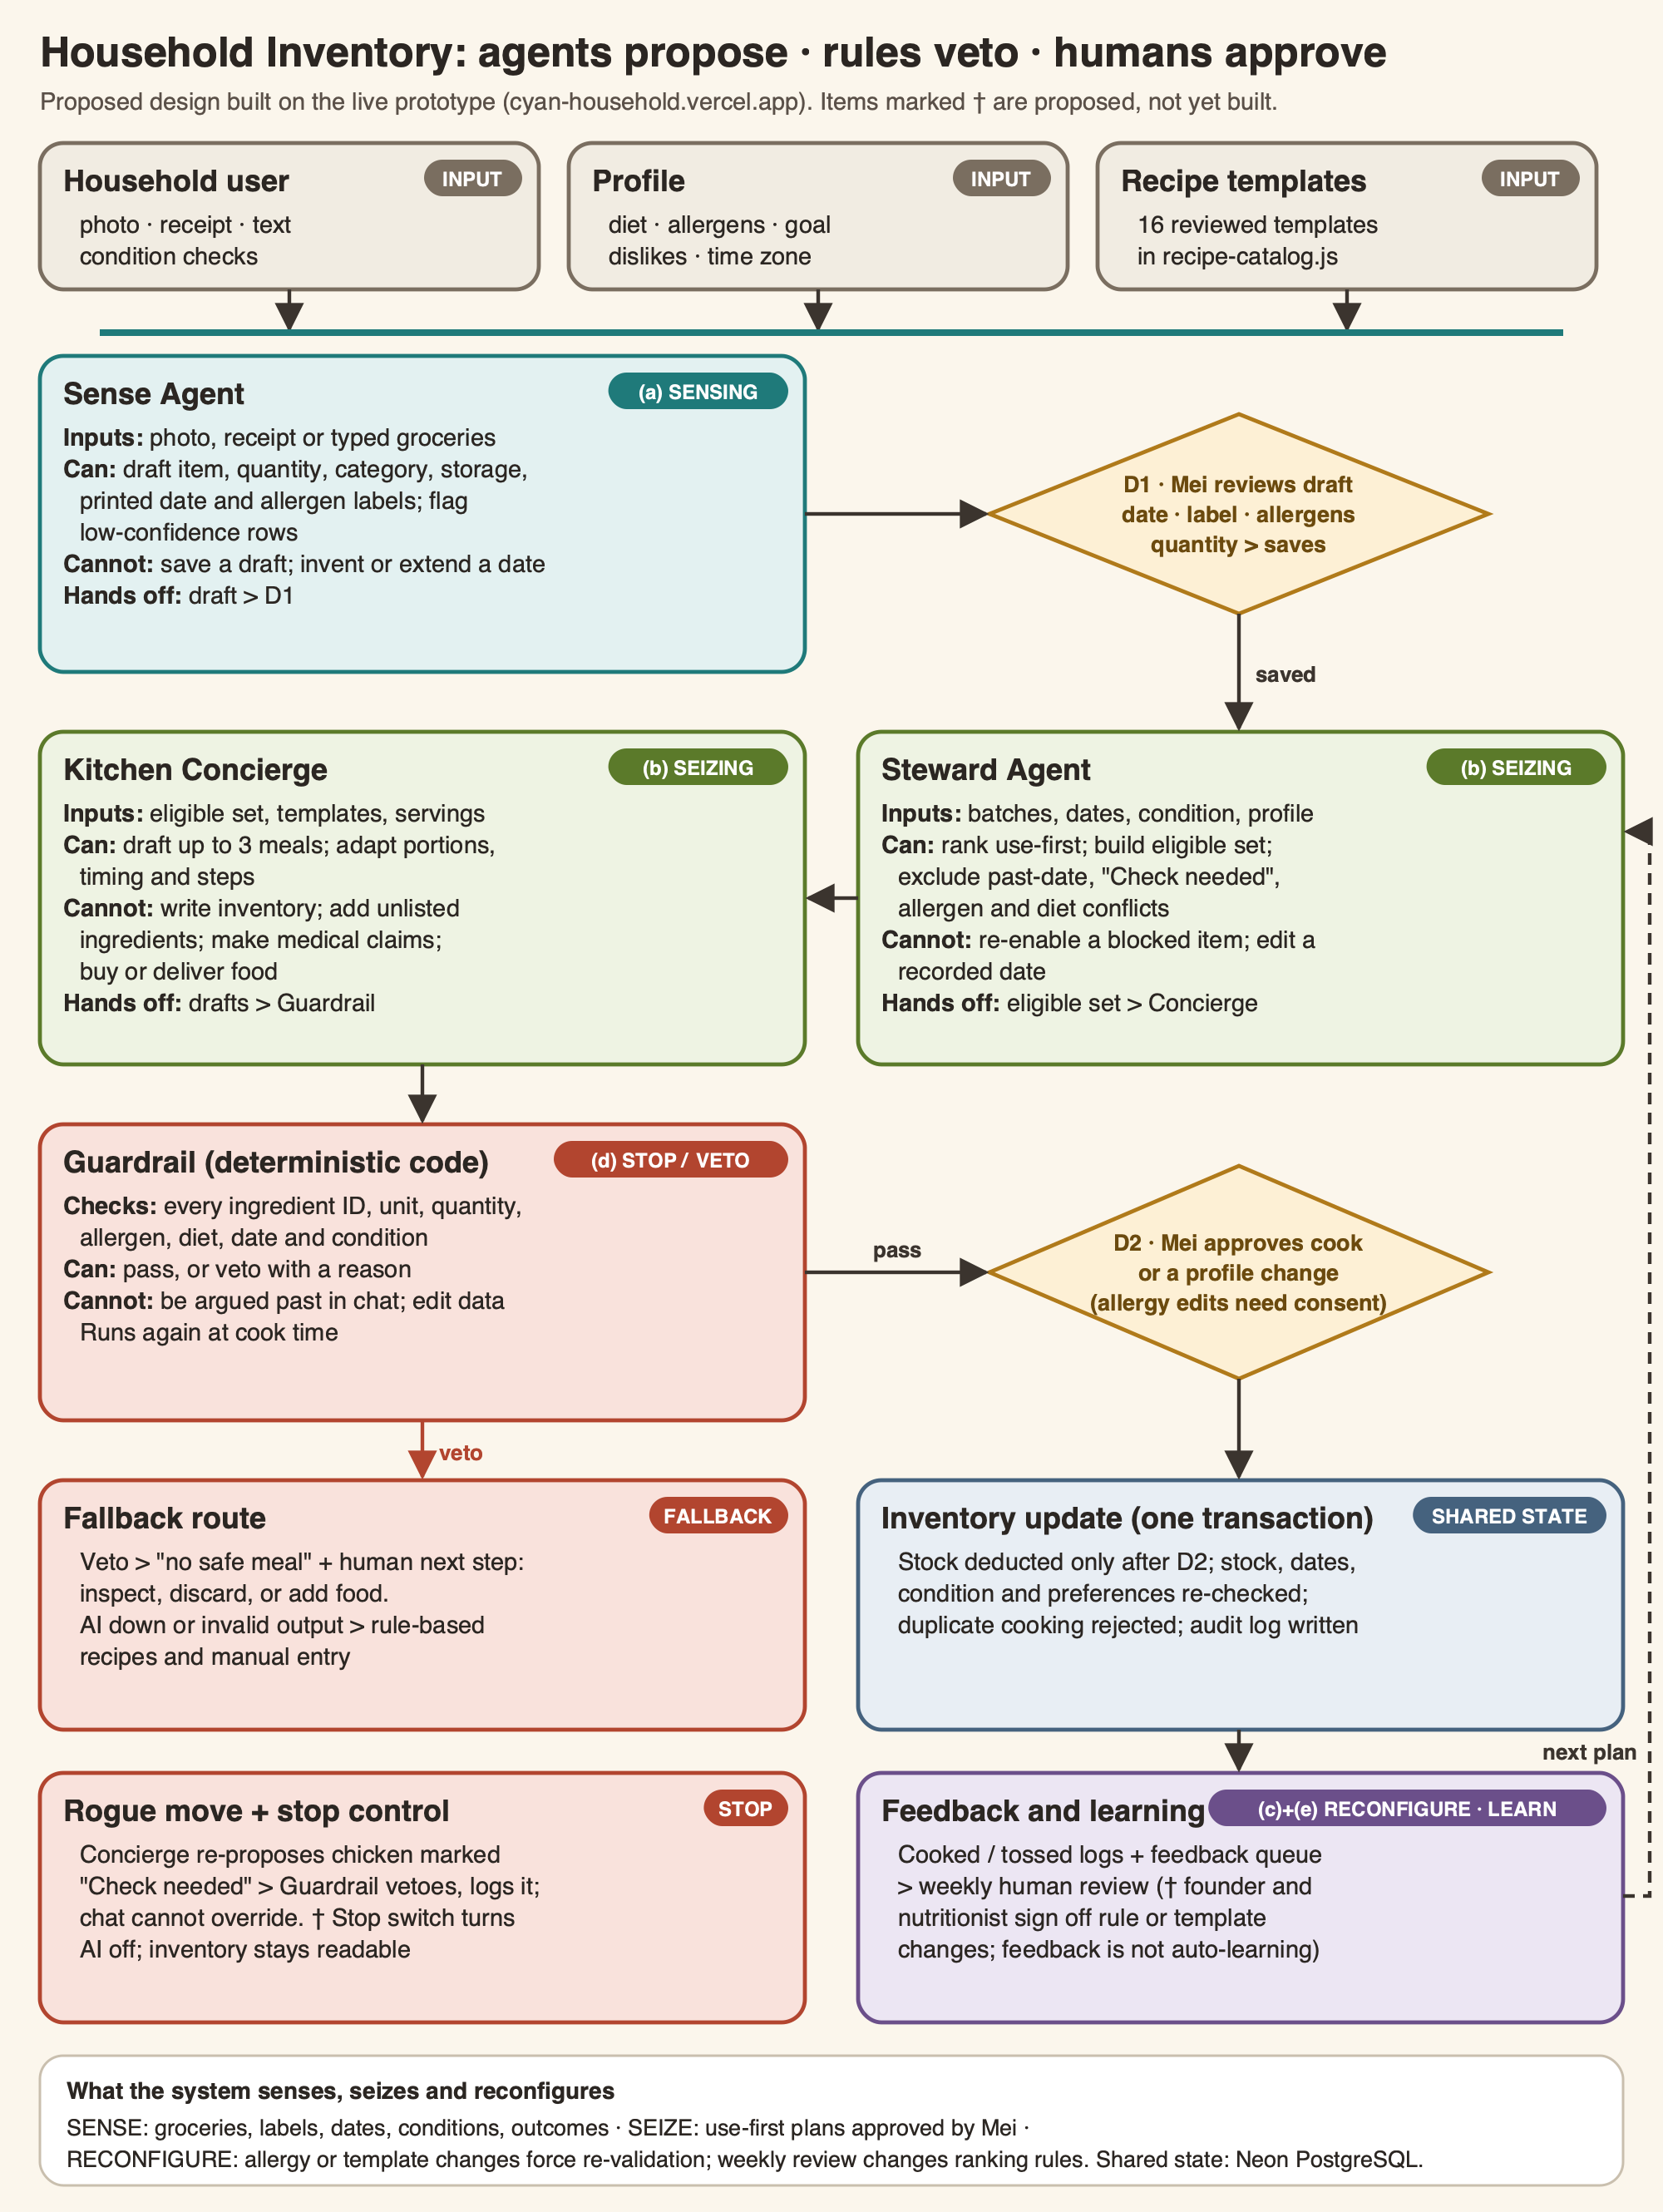 Household Inventory: agents propose · rules veto · humans approve
Proposed design built on the live prototype (cyan-household.vercel.app). Items marked † are proposed, not yet built.
Household user
INPUT
photo · receipt · text
condition checks
Profile
INPUT
diet · allergens · goal
dislikes · time zone
Recipe templates
INPUT
16 reviewed templates
in recipe-catalog.js
Sense Agent
(a) SENSING
Inputs: photo, receipt or typed groceries
Can: draft item, quantity, category, storage,
printed date and allergen labels; flag
low-confidence rows
Cannot: save a draft; invent or extend a date
Hands off: draft > D1
D1 · Mei reviews draft
date · label · allergens
quantity > saves
saved
Kitchen Concierge
(b) SEIZING
Inputs: eligible set, templates, servings
Can: draft up to 3 meals; adapt portions,
timing and steps
Cannot: write inventory; add unlisted
ingredients; make medical claims;
buy or deliver food
Hands off: drafts > Guardrail
Steward Agent
(b) SEIZING
Inputs: batches, dates, condition, profile
Can: rank use-first; build eligible set;
exclude past-date, "Check needed",
allergen and diet conflicts
Cannot: re-enable a blocked item; edit a
recorded date
Hands off: eligible set > Concierge
Guardrail (deterministic code)
(d) STOP / VETO
Checks: every ingredient ID, unit, quantity,
allergen, diet, date and condition
Can: pass, or veto with a reason
Cannot: be argued past in chat; edit data
Runs again at cook time
pass
D2 · Mei approves cook
or a profile change
(allergy edits need consent)
veto
Fallback route
FALLBACK
Veto > "no safe meal" + human next step:
inspect, discard, or add food.
AI down or invalid output > rule-based
recipes and manual entry
Inventory update (one transaction)
SHARED STATE
Stock deducted only after D2; stock, dates,
condition and preferences re-checked;
duplicate cooking rejected; audit log written
next plan
Rogue move + stop control
STOP
Concierge re-proposes chicken marked
"Check needed" > Guardrail vetoes, logs it;
chat cannot override. † Stop switch turns
AI off; inventory stays readable
Feedback and learning
(c)+(e) RECONFIGURE · LEARN
Cooked / tossed logs + feedback queue
> weekly human review († founder and
nutritionist sign off rule or template
changes; feedback is not auto-learning)
What the system senses, seizes and reconfigures
SENSE: groceries, labels, dates, conditions, outcomes · SEIZE: use-first plans approved by Mei ·
RECONFIGURE: allergy or template changes force re-validation; weekly review changes ranking rules. Shared state: Neon PostgreSQL.